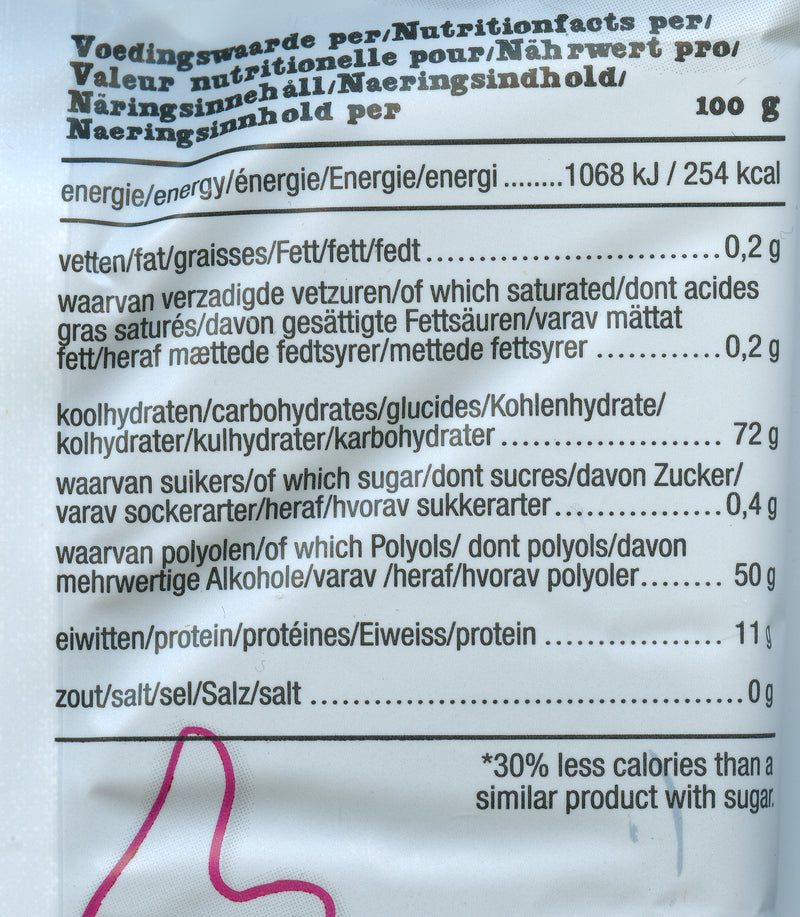 Voedingswaarde per/Nutritionfacts per/
Valeur nutritionelle pour/Nährwert pro/
Näringsinnehåll/Naeringsindhold/
Naeringsinnhold per 100 g
energie/energy/énergie/Energie/energi ........1068 kJ / 254 kcal
vetten/fat/graisses/Fett/fett/fedt............................0,2 g
waarvan verzadigde vetzuren/of which saturated/dont acides
gras saturés/davon gesättigte Fettsäuren/varav mättat
fett/heraf mættede fedtsyrer/mettede fettsyrer ............0,2 g
koolhydraten/carbohydrates/glucides/Kohlenhydrate/
kolhydrater/kulhydrater/karbohydrater..................... 72 g
waarvan suikers/of which sugar/dont sucres/davon Zucker/
varav sockerarter/heraf/hvorav sukkerarter................0,4 g
waarvan polyolen/of which Polyols/ dont polyols/davon
mehrwertige Alkohole/varav /heraf/hvorav polyoler........ 50 g
eiwitten/protein/protéines/Eiweiss/protein ................. 11 g
zout/salt/sel/Salz/salt .........................................0 g
*30% less calories than a
similar product with sugar.